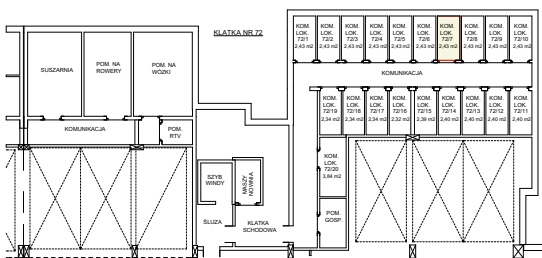 KLATKA NR 72
KOM.
LOK.
72/1
2,43 m2
KOM.
LOK.
72/2
2,43 m2
KOM.
LOK.
72/3
2,43 m2
KOM.
LOK.
72/4
2,43 m2
KOM.
LOK.
72/5
2,43 m2
KOM.
LOK.
72/6
2,43 m2
KOM.
LOK.
72/7
2,43 m2
KOM.
LOK.
72/8
2,43 m2
KOM.
LOK.
72/9
2,43 m2
KOM.
LOK.
72/10
2,43 m2
SUSZARNIA
POM. NA
ROWERY
POM. NA
WÓZKI
KOMUNIKACJA
KOM.
LOK.
72/19
2,34 m2
KOM.
LOK.
72/18
2,34 m2
KOM.
LOK.
72/17
2,34 m2
KOM.
LOK.
72/16
2,32 m2
KOM.
LOK.
72/15
2,39 m2
KOM.
LOK.
72/14
2,40 m2
KOM.
LOK.
72/13
2,40 m2
KOM.
LOK.
72/12
2,40 m2
KOM.
LOK.
72/11
2,40 m2
KOMUNIKACJA
POM.
RTV
KOM.
LOK.
72/20
3,84 m2
SZYB
WINDY
MASZY
NOWNIA
ŚLUZA
KLATKA
SCHODOWA
POM.
GOSP.